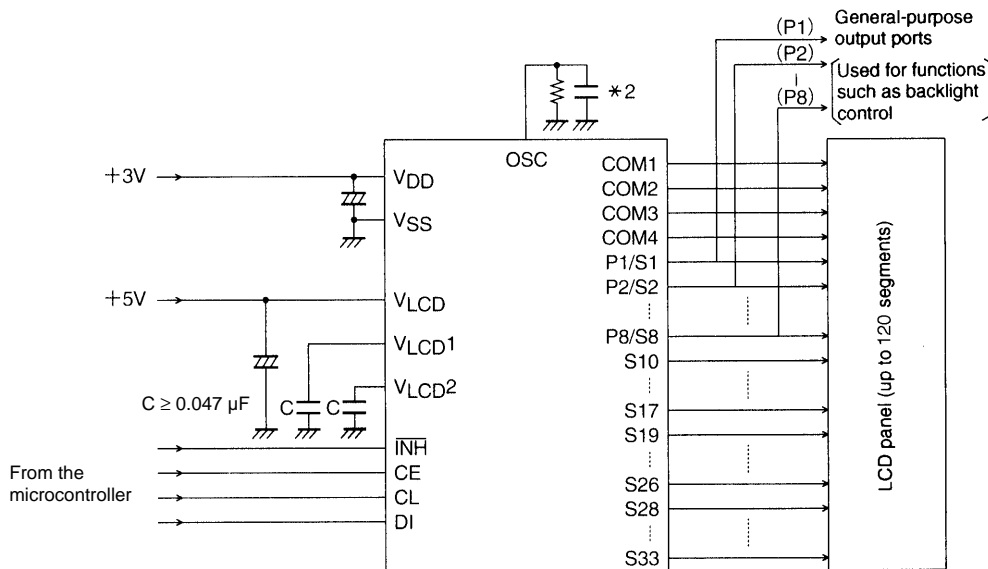 (P1)
General-purpose
output ports
(P2)
(P8)
Used for functions
such as backlight
control
*2
OSC
+3V
VDD
VSS
+5V
VLCD
VLCD1
VLCD2
C ≥ 0.047 µF
C
C
INH
From the
microcontroller
CE
CL
DI
COM1
COM2
COM3
COM4
P1/S1
P2/S2
P8/S8
S10
S17
S19
S26
S28
S33
LCD panel (up to 120 segments)